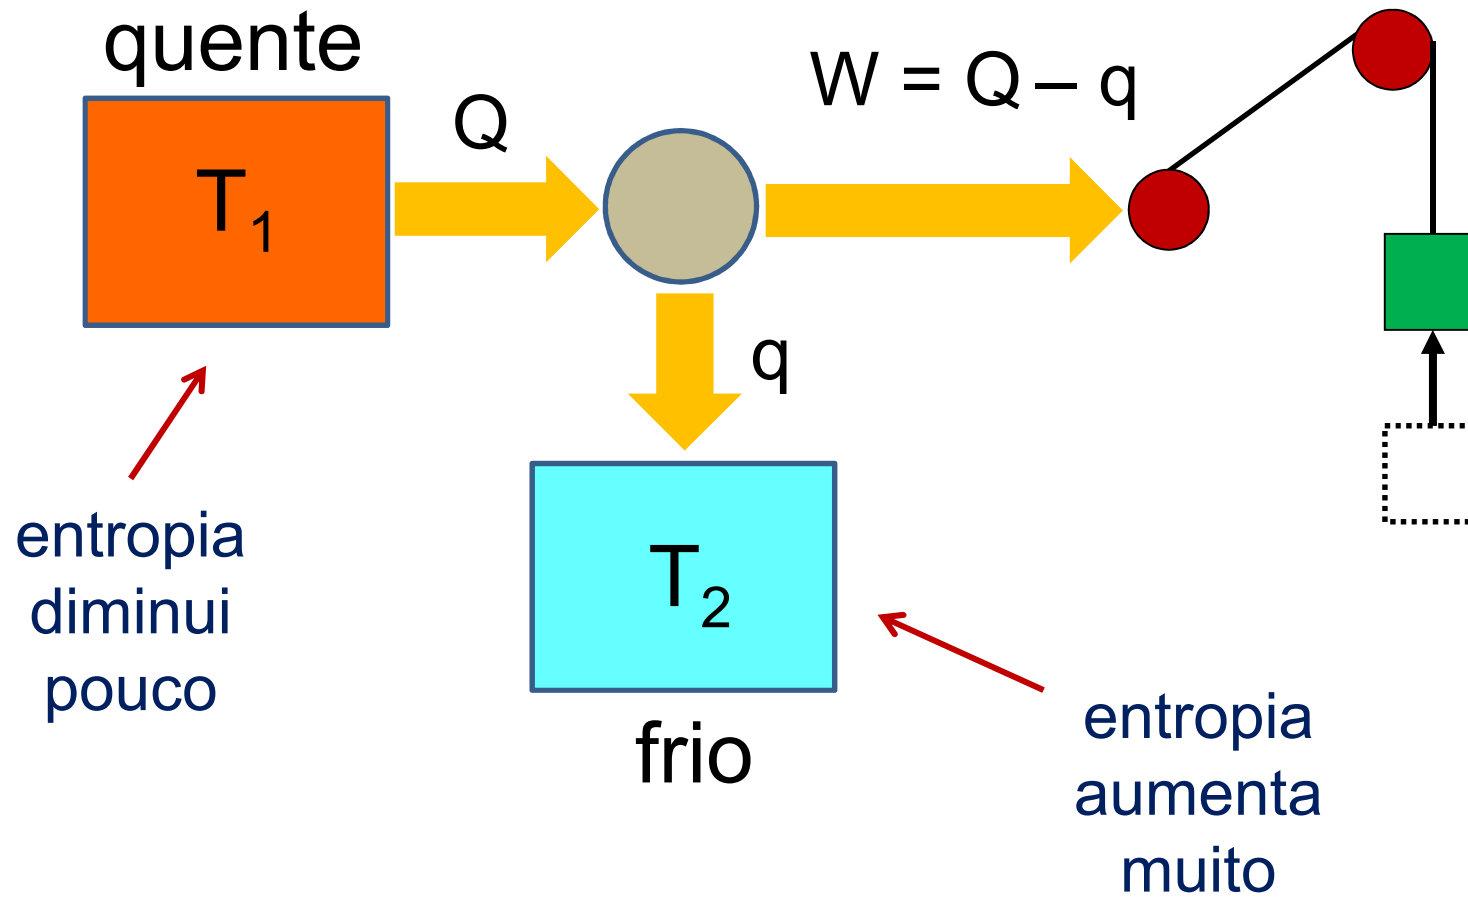 quente
T₁
Q
W = Q – q
q
entropia
diminui
pouco
T₂
frio
entropia
aumenta
muito